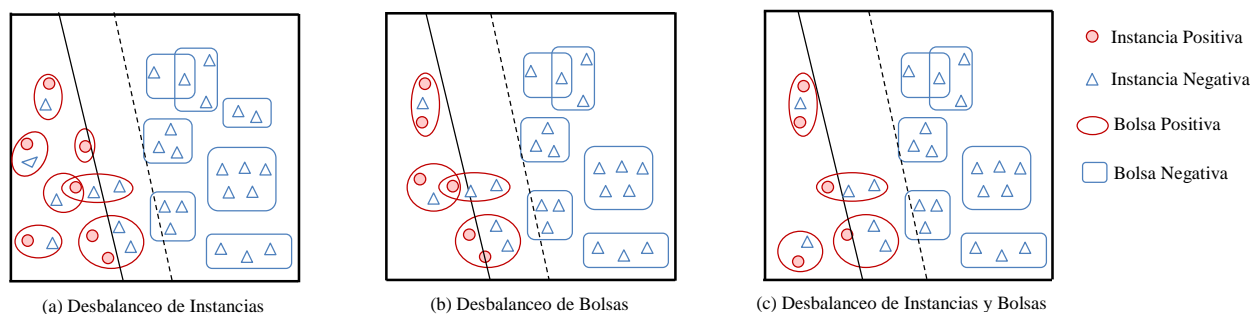 Instancia Positiva
Instancia Negativa
Bolsa Positiva
Bolsa Negativa
(a) Desbalanceo de Instancias
(b) Desbalanceo de Bolsas
(c) Desbalanceo de Instancias y Bolsas